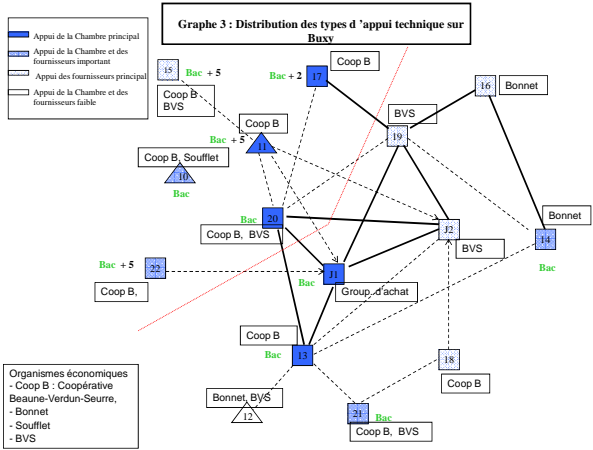 Graphe 3 : Distribution des types d 'appui technique sur
Buxy
Appui de la Chambre principal
Appui de la Chambre et des
fournisseurs important
Appui des fournisseurs principal
Appui de la Chambre et des
fournisseurs faible
15
Bac + 5
Coop B
BVS
Bac + 2
17
Coop B
16
Bonnet
BVS
19
Coop B
Bac + 5
11
Coop B, Soufflet
10
Bac
Bac
20
Coop B, BVS
J2
BVS
Bonnet
14
Bac
Bac + 5
22
Coop B,
Bac
J1
Group. d'achat
Coop B
Bac
13
18
Coop B
Bonnet, BVS
12
21
Bac
Coop B, BVS
Organismes économiques
- Coop B : Coopérative
Beaune-Verdun-Seurre,
- Bonnet
- Soufflet
- BVS